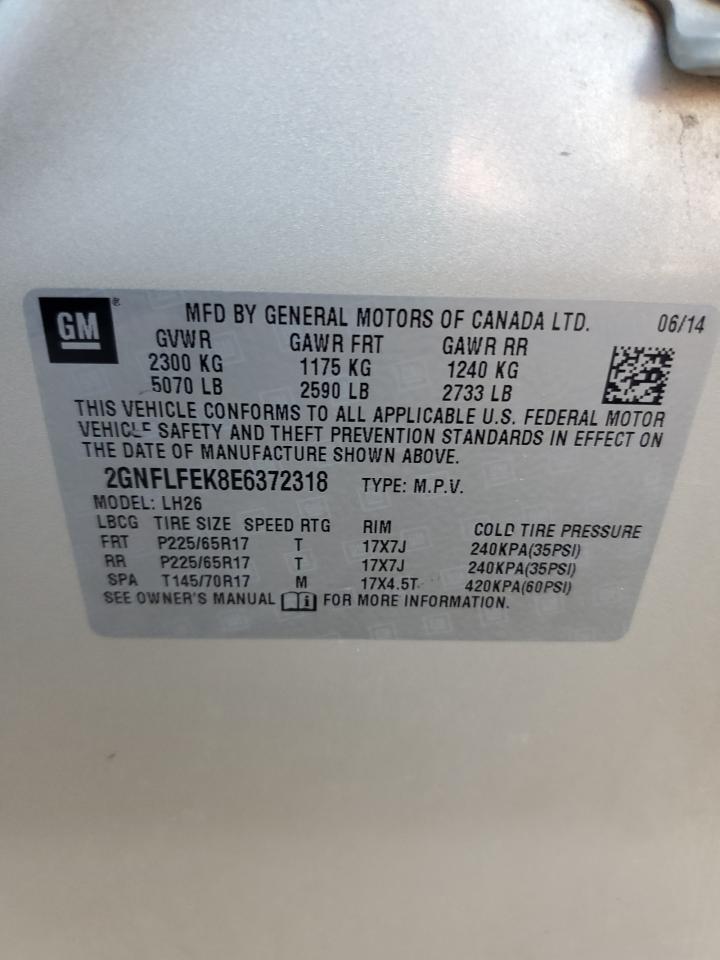 GM ® MFD BY GENERAL MOTORS OF CANADA LTD. 06/14
GVWR GAWR FRT GAWR RR
2300 KG 1175 KG 1240 KG
5070 LB 2590 LB 2733 LB
THIS VEHICLE CONFORMS TO ALL APPLICABLE U.S. FEDERAL MOTOR
VEHICLE SAFETY AND THEFT PREVENTION STANDARDS IN EFFECT ON
THE DATE OF MANUFACTURE SHOWN ABOVE.
2GNFLFEK8E6372318 TYPE: M.P.V.
MODEL: LH26
LBCG TIRE SIZE SPEED RTG RIM COLD TIRE PRESSURE
FRT P225/65R17 T 17X7J 240KPA(35PSI)
RR P225/65R17 T 17X7J 240KPA(35PSI)
SPA T145/70R17 M 17X4.5T 420KPA(60PSI)
SEE OWNER'S MANUAL i FOR MORE INFORMATION.